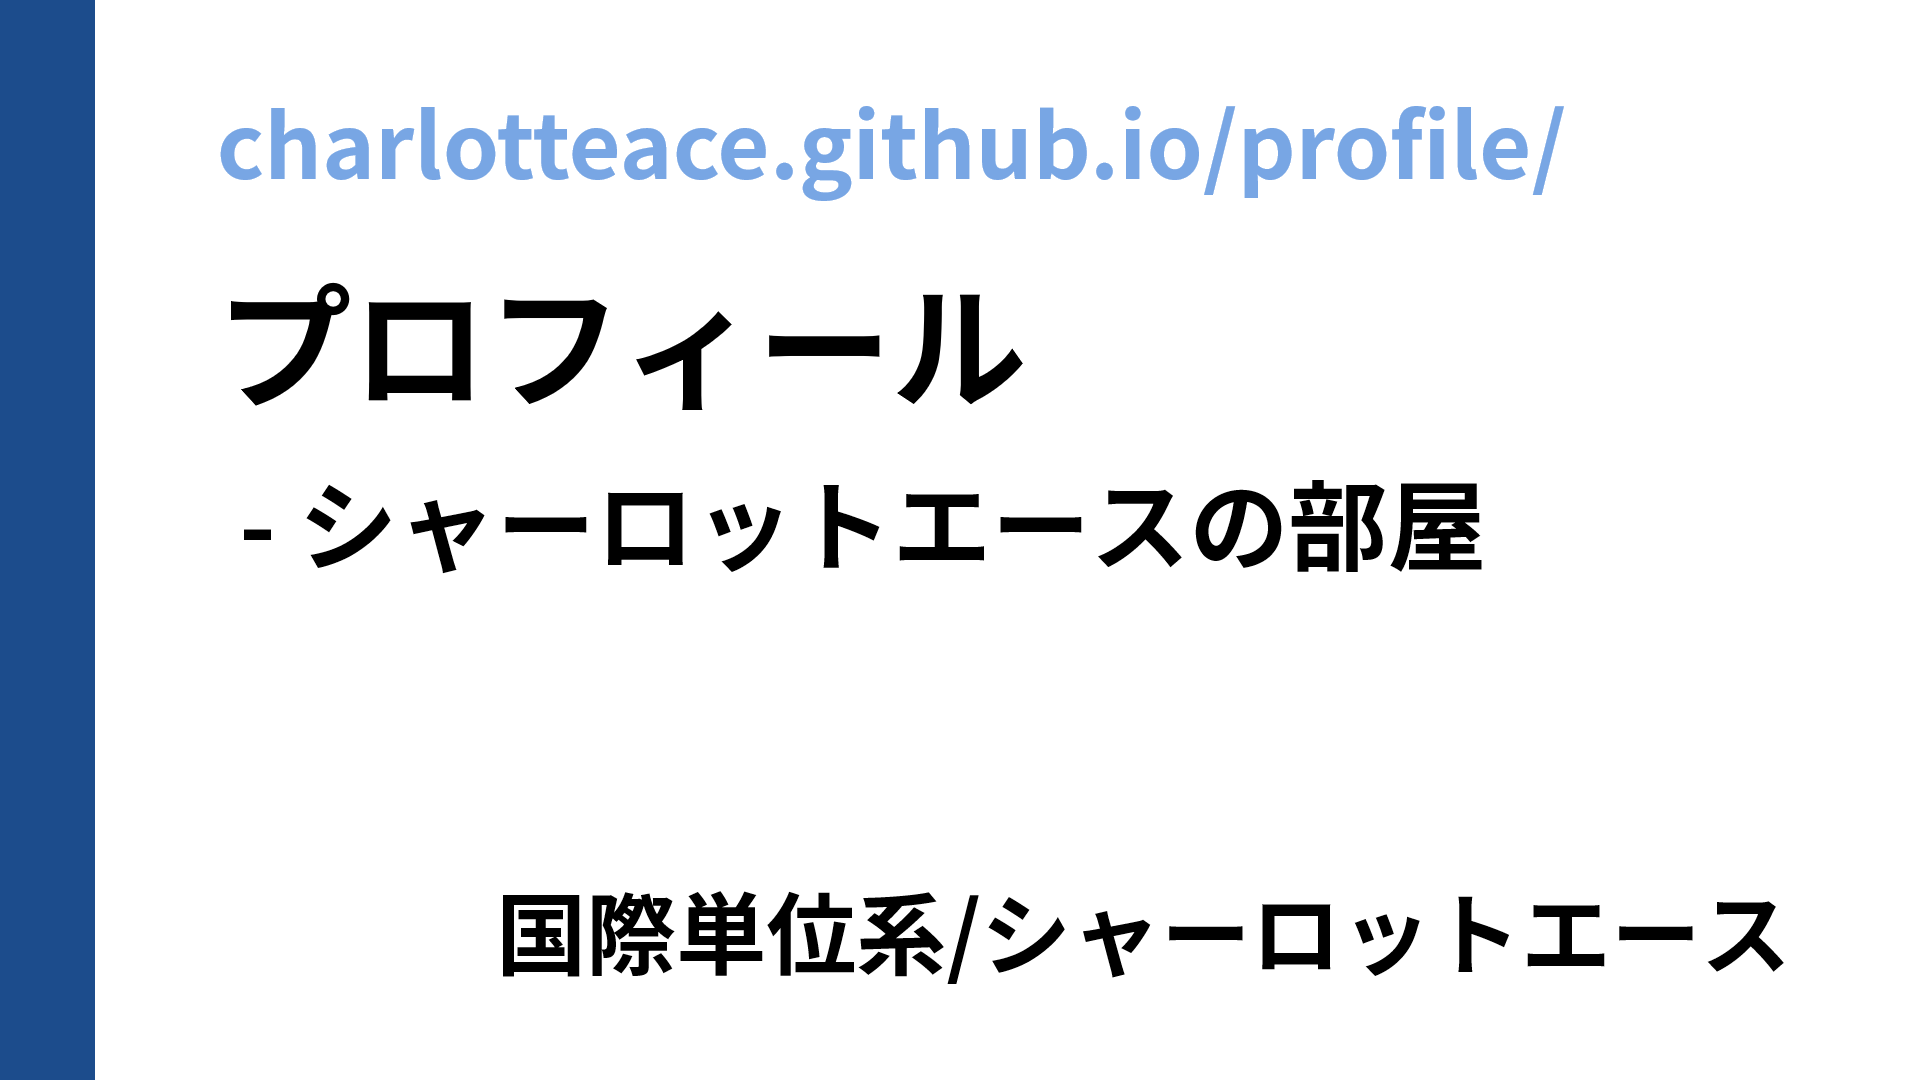 charlotteace.github.io/profile/
プロフィール
- シャーロットエースの部屋
国際単位系/シャーロットエース